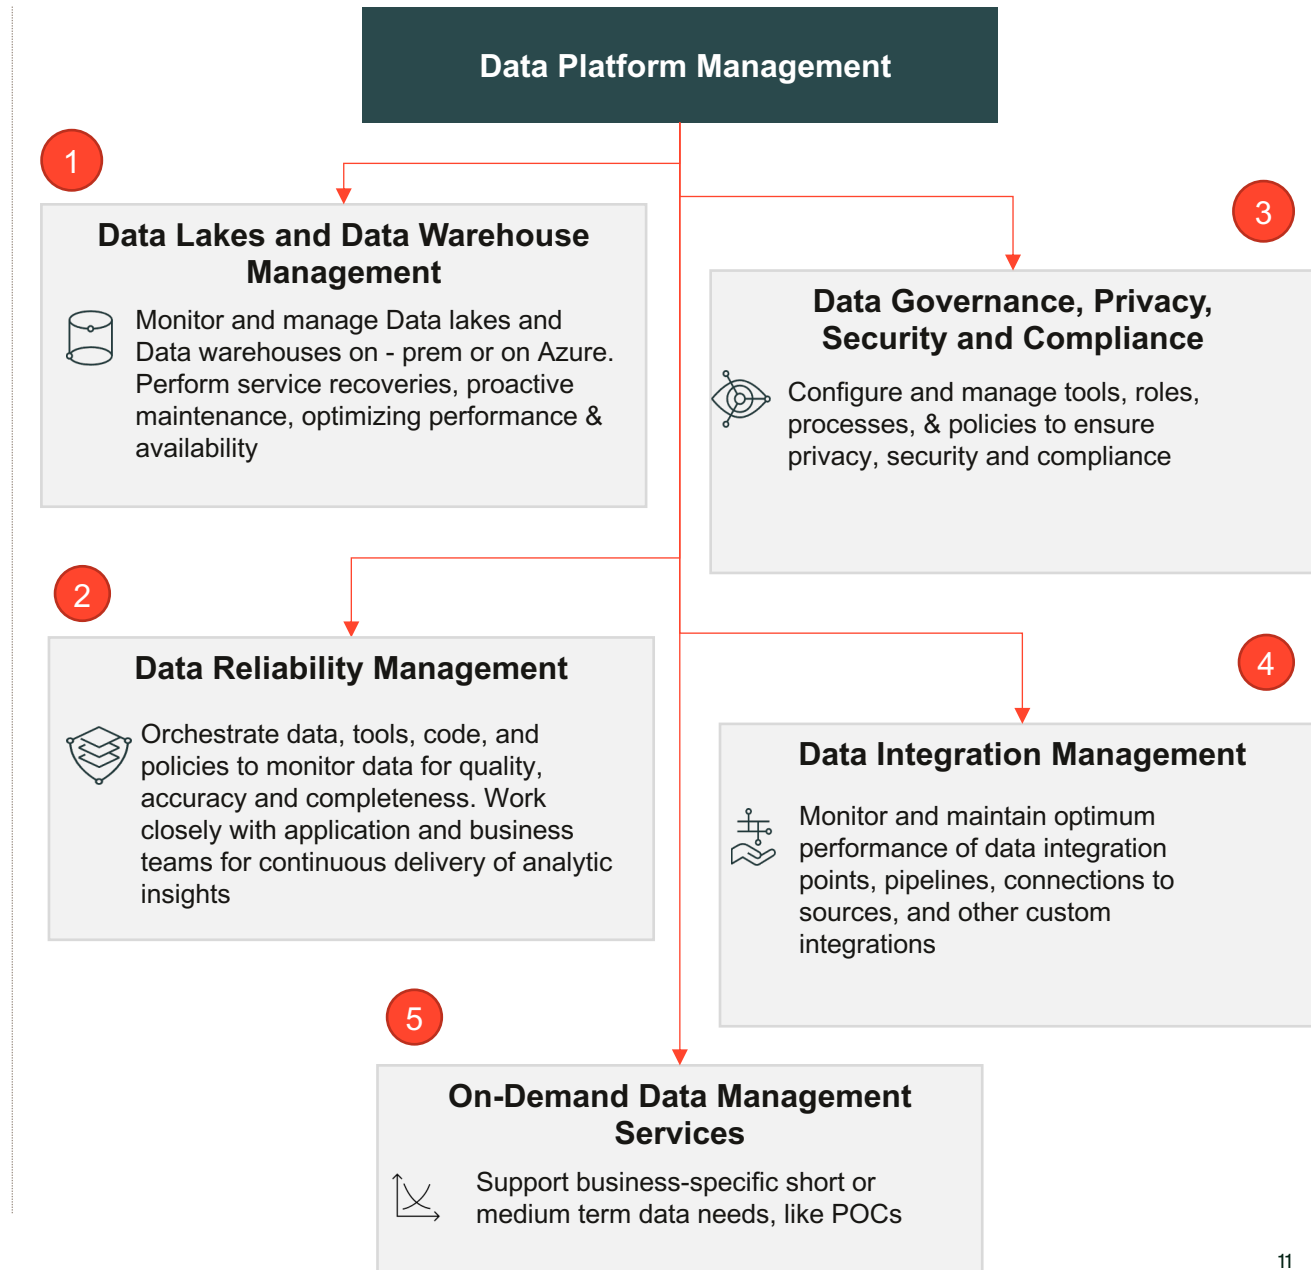 Data Platform Management
1
Data Lakes and Data Warehouse
Management
Monitor and manage Data lakes and
Data warehouses on - prem or on Azure.
Perform service recoveries, proactive
maintenance, optimizing performance &
availability
2
Data Reliability Management
Orchestrate data, tools, code, and
policies to monitor data for quality,
accuracy and completeness. Work
closely with application and business
teams for continuous delivery of analytic
insights
3
Data Governance, Privacy,
Security and Compliance
Configure and manage tools, roles,
processes, & policies to ensure
privacy, security and compliance
4
Data Integration Management
Monitor and maintain optimum
performance of data integration
points, pipelines, connections to
sources, and other custom
integrations
5
On-Demand Data Management
Services
Support business-specific short or
medium term data needs, like POCs
11